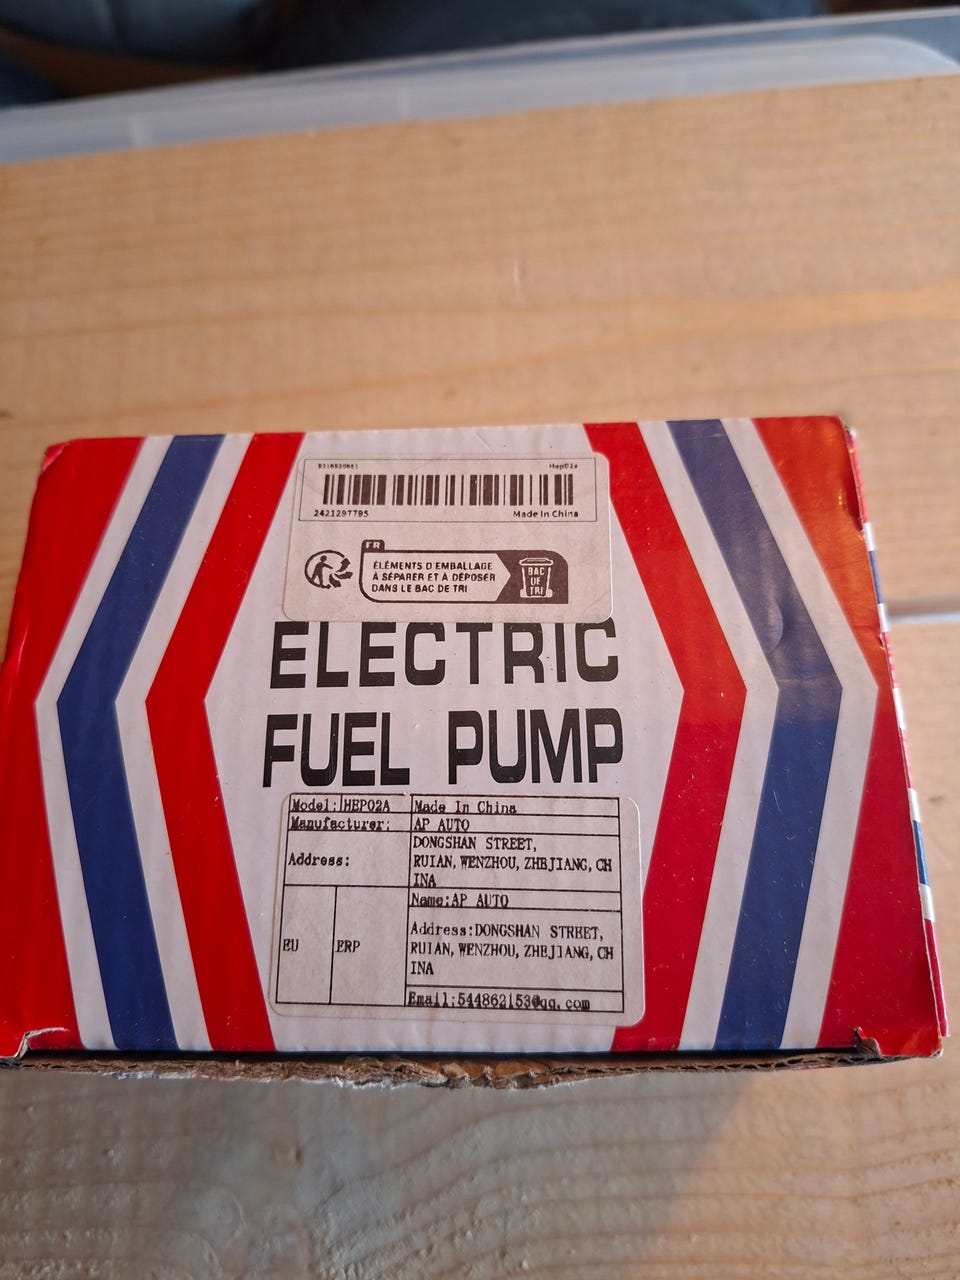 Hep02a
2421297795 Made In China
FR
ÉLÉMENTS D'EMBALLAGE
À SÉPARER ET À DÉPOSER
DANS LE BAC DE TRI
BAC
DE
TRI
ELECTRIC
FUEL PUMP
Model: HEP02A Made In China
Manufacturer: AP AUTO
Address: DONGSHAN STREET,
RUIAN, WENZHOU, ZHEJIANG, CH
INA
EU ERP
Name:AP AUTO
Address:DONGSHAN STREET,
RUIAN, WENZHOU, ZHEJIANG, CH
INA
Email:544862153@qq.com